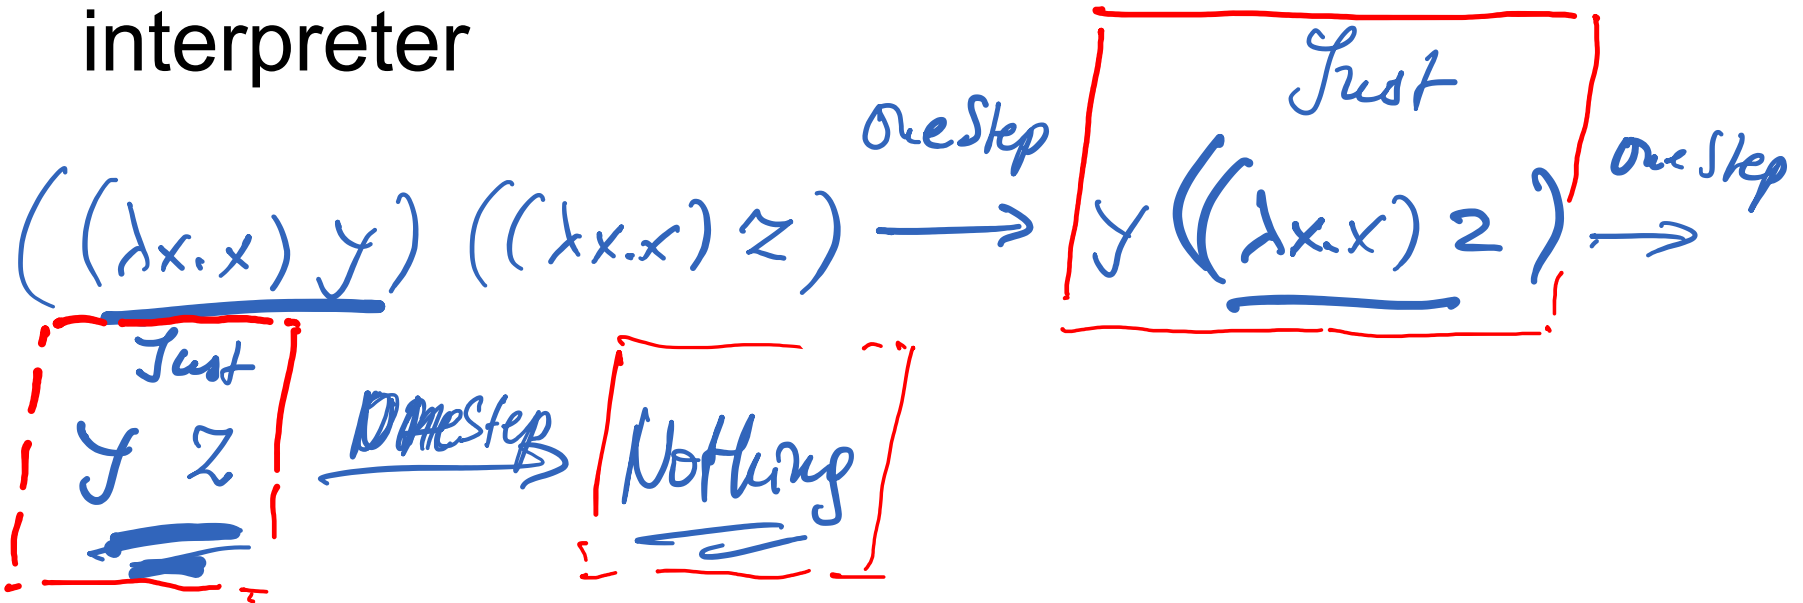 interpreter
((λx.x) y) ((λx.x) z) → oneStep Just y ((λx.x) z) → oneStep
Just y z → OneStep Nothing